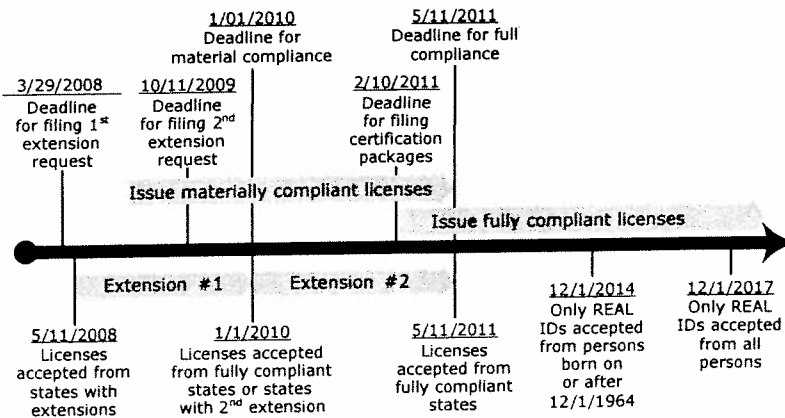 1/01/2010
Deadline for
material compliance
5/11/2011
Deadline for full
compliance
3/29/2008
Deadline
for filing 1st
extension
request
10/11/2009
Deadline
for filing 2nd
extension
request
2/10/2011
Deadline
for filing
certification
packages
Issue materially compliant licenses
Issue fully compliant licenses
Extension #1
Extension #2
5/11/2008
Licenses
accepted from
states with
extensions
1/1/2010
Licenses accepted
from fully compliant
states or states
with 2nd extension
5/11/2011
Licenses
accepted from
fully compliant
states
12/1/2014
Only REAL
IDs accepted
from persons
born on
or after
12/1/1964
12/1/2017
Only REAL
IDs accepted
from all
persons